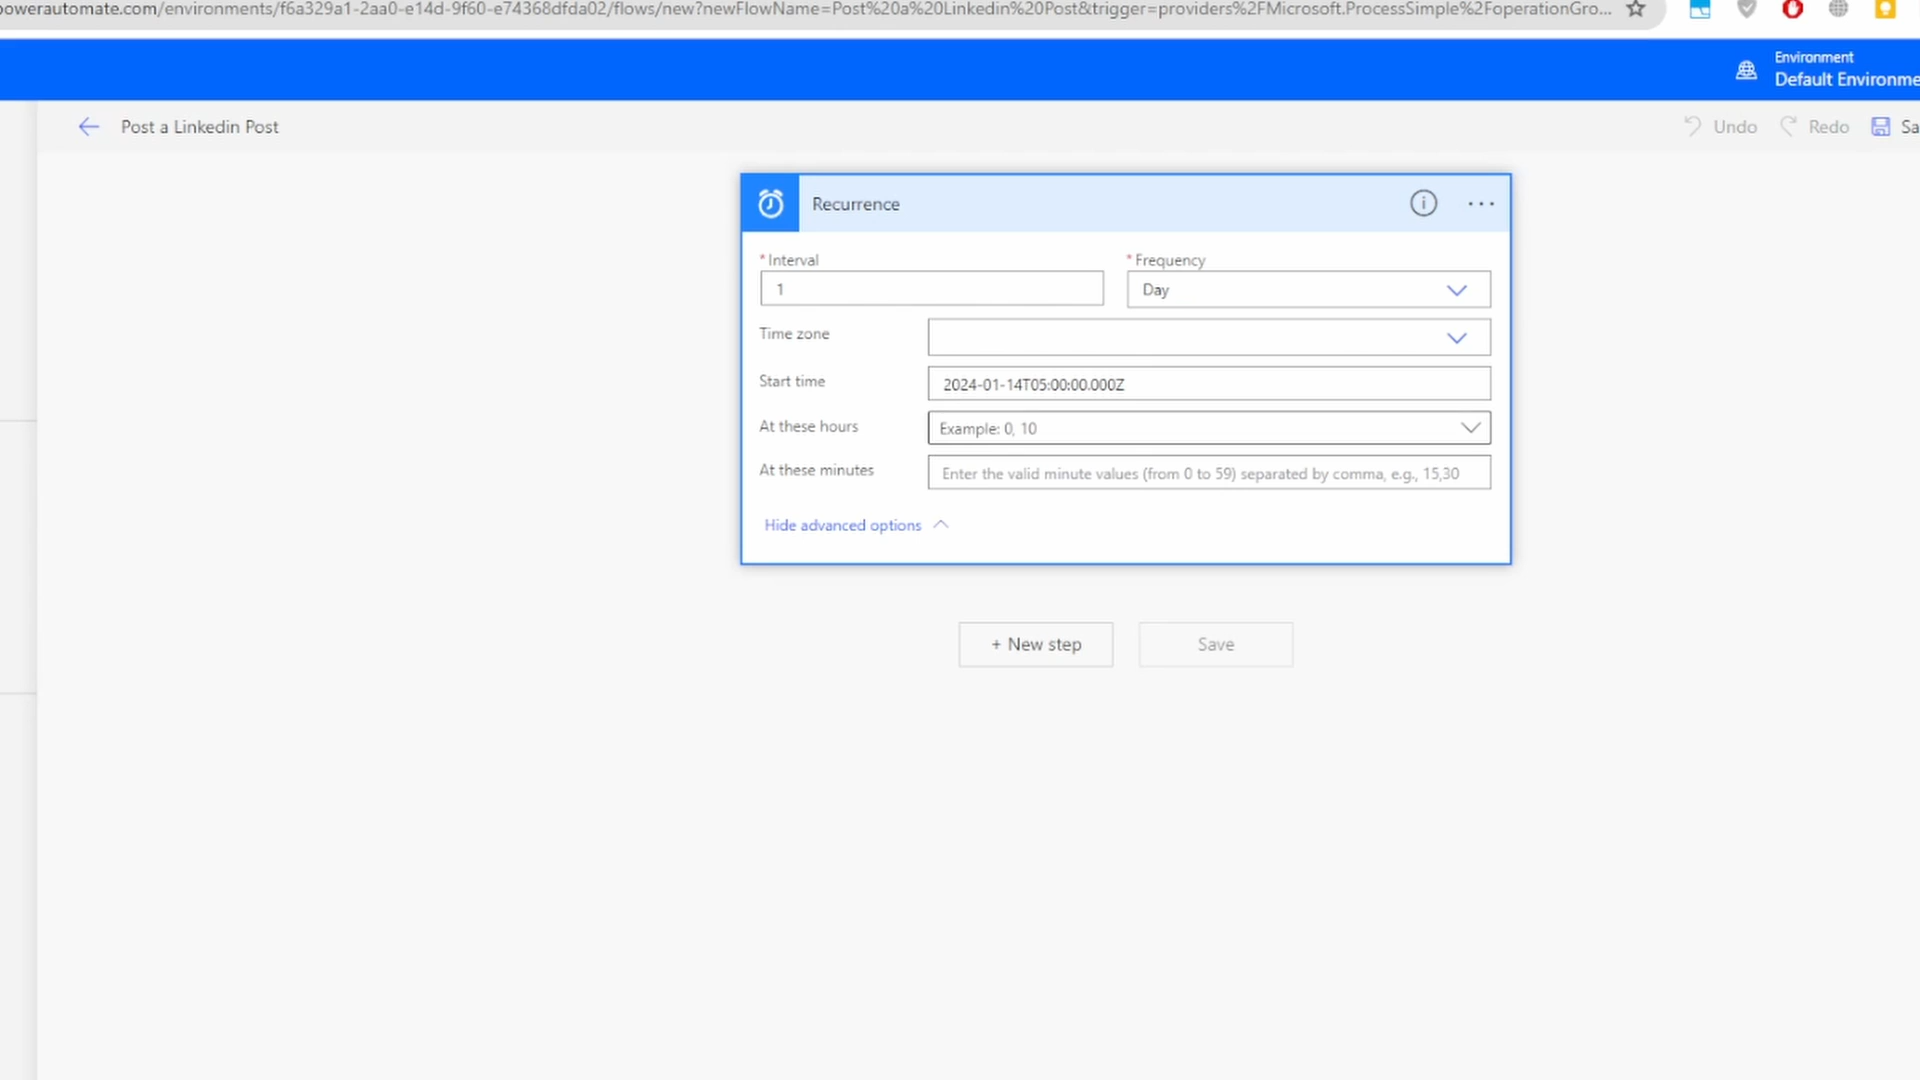 powerautomate.com/environments/f6a329a1-2aa0-e14d-9f60-e74368dfda02/flows/new?newFlowName=Post%20a%20Linkedin%20Post&trigger=providers%2FMicrosoft.ProcessSimple%2FoperationGro...
Environment
Default Environme
Post a Linkedin Post
Undo
Redo
Sa
Recurrence
* Interval
* Frequency
1
Day
Time zone
Start time
2024-01-14T05:00:00.000Z
At these hours
Example: 0, 10
At these minutes
Enter the valid minute values (from 0 to 59) separated by comma, e.g., 15,30
Hide advanced options
+ New step
Save